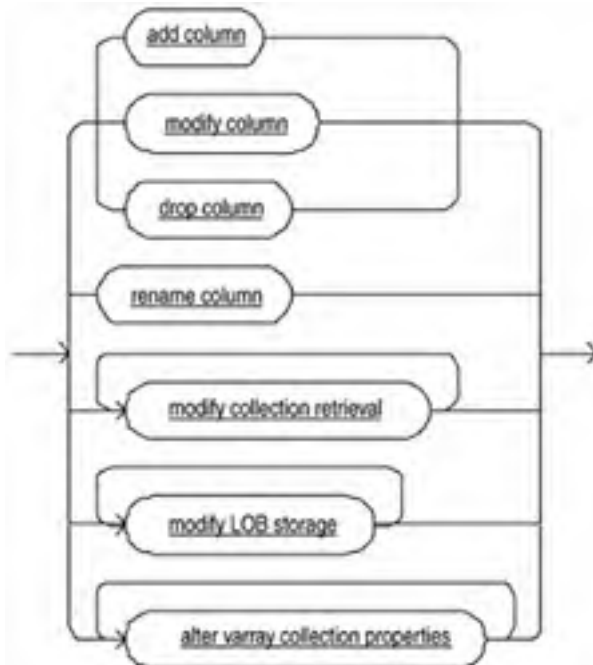 add column
modify column
drop column
rename column
modify collection retrieval
modify LOB storage
alter varray collection properties